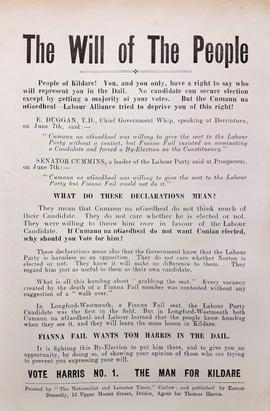 The Will of The People
People of Kildare! You, and you only, have a right to say who
will represent you in the Dail. No candidate can secure election
except by getting a majority of your votes. But the Cumann na
nGaedheal—Labour Alliance tried to deprive you of this right!
E. DUGGAN, T.D., Chief Government Whip, speaking at Derrinturn,
on June 7th, said:—
"Cumann na nGaedheal was willing to give the seat to the Labour
Party without a contest, but Fianna Fail insisted on nominating
a Candidate and forced a By-Election on the Constituency."
SENATOR CUMMINS, a leader of the Labour Party said at Prosperous,
on June 7th:—
"Cumann na nGaedheal was willing to give the seat to the Labour
Party but Fianna Fail would not do it."
WHAT DO THESE DECLARATIONS MEAN?
They mean that Cumann na nGaedheal do not think much of
their Candidate. They do not care whether he is elected or not.
They were willing to throw him over in favour of the Labour
Candidate. If Cumann na nGaedheal do not want Conlan elected,
why should you Vote for him?
These declarations also mean that the Government know that the Labour
Party is harmless as an opposition. They do not care whether Norton is
elected or not. They know it will make no difference to them. They
regard him just as useful to them as their own candidate.
What is all this humbug about "grabbing the seat". Every vacancy
created by the death of a Fianna Fail member was contested without any
suggestion of a "walk over."
In Longford-Westmeath, a Fianna Fail seat, the Labour Party
Candidate was the first in the field. But in Longford-Westmeath both
Cumann na nGaedheal and Labour learned that the people know humbug
when they see it, and they will learn the same lesson in Kildare.
FIANNA FAIL WANTS TOM HARRIS IN THE DAIL.
It is fighting this By-Election to put him there, and to give you an
opportunity, by doing so, of showing your opinion of those who are trying
to prevent you expressing your will.
VOTE HARRIS NO. 1. THE MAN FOR KILDARE
Printed by "The Nationalist and Leinster Times," Carlow, and published by Eamon
Donnelly, 13 Upper Mount Street, Dublin, Agent for Thomas Harris.